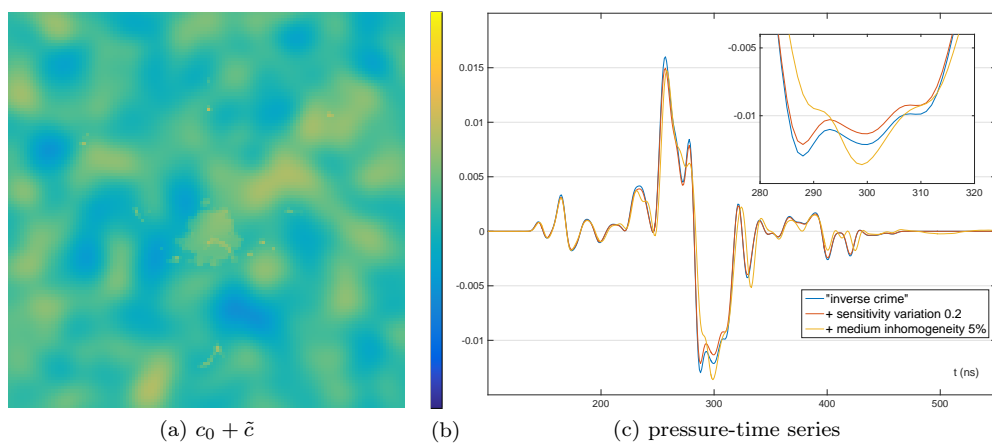 0.015
0.01
0.005
0
-0.005
-0.01
200
300
400
500
t (ns)
-0.005
-0.01
280
290
300
310
320
"inverse crime"
+ sensitivity variation 0.2
+ medium inhomogeneity 5%
(a) c₀ + c̃
(b)
(c) pressure-time series